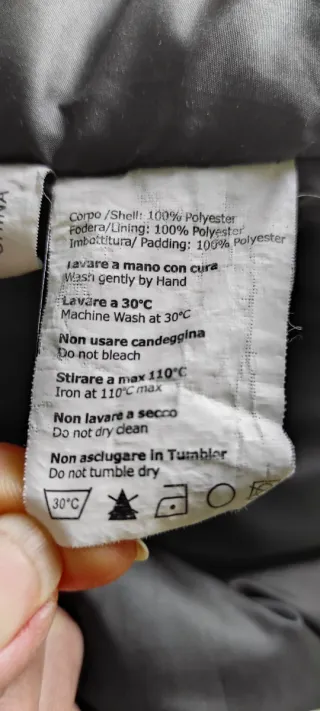 CHINA
Corpo /Shell: 100% Polyester
Fodera/Lining: 100% Polyester
Imbottitura/ Padding: 100% Polyester
Lavare a mano con cura
Wash gently by Hand
Lavare a 30°C
Machine Wash at 30°C
Non usare candeggina
Do not bleach
Stirare a max 110°C
Iron at 110°C max
Non lavare a secco
Do not dry clean
Non asciugare in Tumbler
Do not tumble dry
30°C